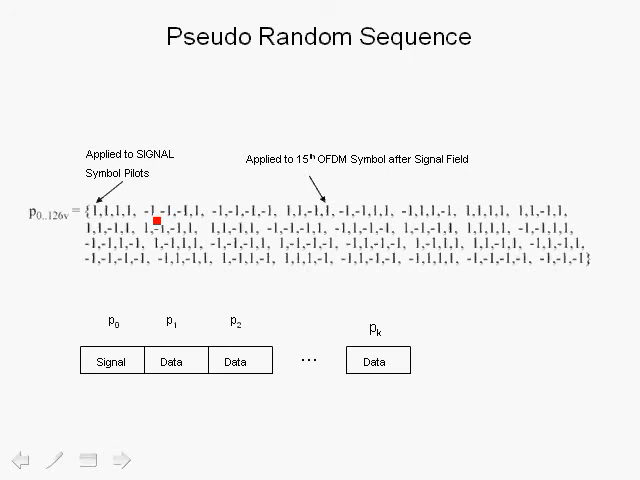 Pseudo Random Sequence
Applied to SIGNAL
Symbol Pilots
Applied to 15th OFDM Symbol after Signal Field
p0..126v = {1,1,1,1, -1,-1,-1,1, -1,-1,-1,-1, 1,1,-1,1, -1,-1,1,1, -1,1,1,-1, 1,1,1,1, 1,1,-1,1,
1,1,-1,1, 1,-1,-1,1, 1,1,-1,1, -1,-1,-1,1, -1,1,-1,-1, 1,-1,-1,1, 1,1,1,1, -1,-1,1,1,
-1,-1,1,-1, 1,-1,1,1, -1,-1,-1,1, 1,-1,-1,-1, -1,1,-1,-1, 1,-1,1,1, 1,1,-1,1, -1,1,-1,1,
-1,-1,-1,-1, -1,1,-1,1, 1,-1,1,-1, 1,1,1,-1, -1,1,-1,-1, -1,1,1,1, -1,-1,-1,-1, -1,-1,-1}
p0 p1 p2 pk
Signal Data Data ... Data